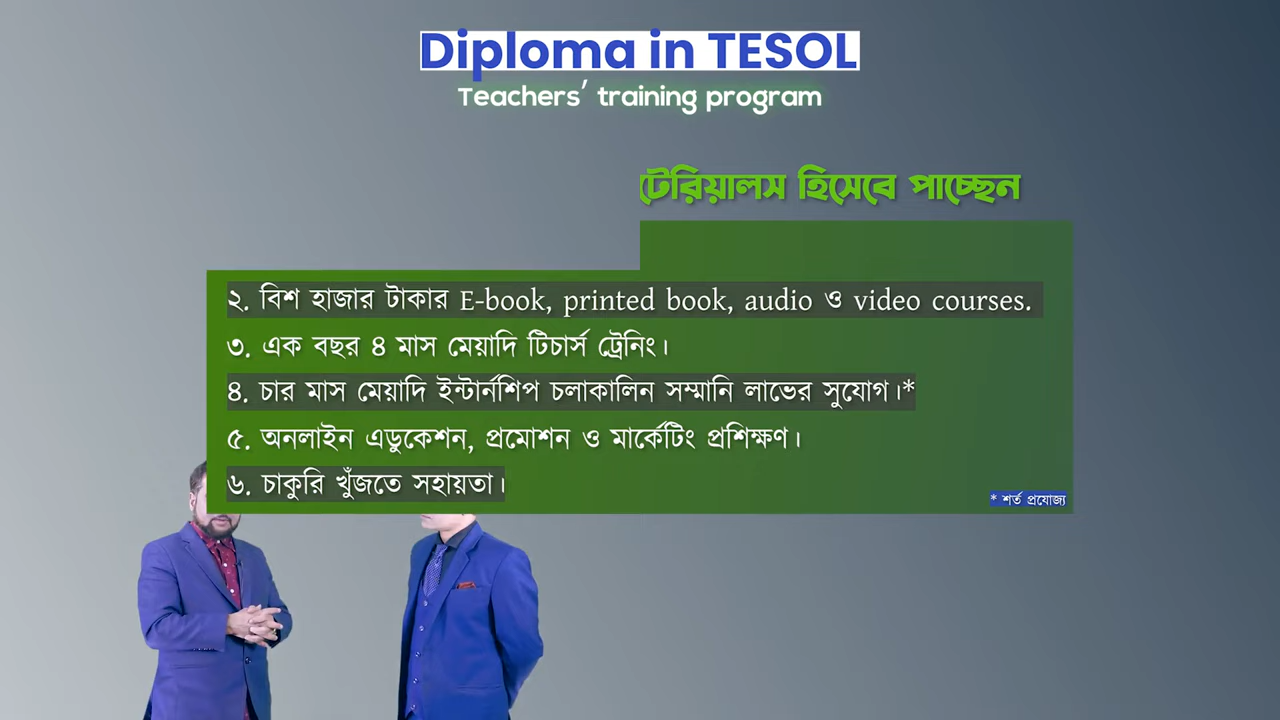 Diploma in TESOL
Teachers’ training program
টেরিয়ালস হিসেবে পাচ্ছেন
২. বিশ হাজার টাকার E-book, printed book, audio ও video courses.
৩. এক বছর ৪ মাস মেয়াদি টিচার্স ট্রেনিং।
৪. চার মাস মেয়াদি ইন্টার্নশিপ চলাকালিন সম্মানি লাভের সুযোগ।*
৫. অনলাইন এডুকেশন, প্রমোশন ও মার্কেটিং প্রশিক্ষণ।
৬. চাকুরি খুঁজতে সহায়তা।
* শর্ত প্রযোজ্য